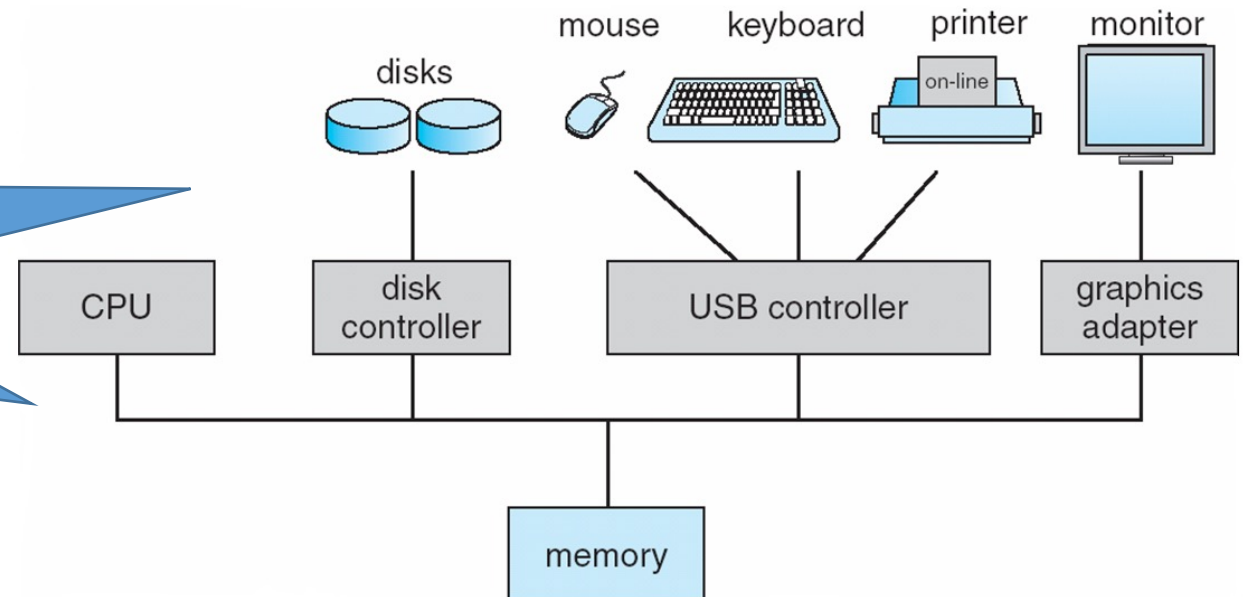 mouse
keyboard
printer
monitor
disks
on-line
CPU
disk
controller
USB controller
graphics
adapter
memory